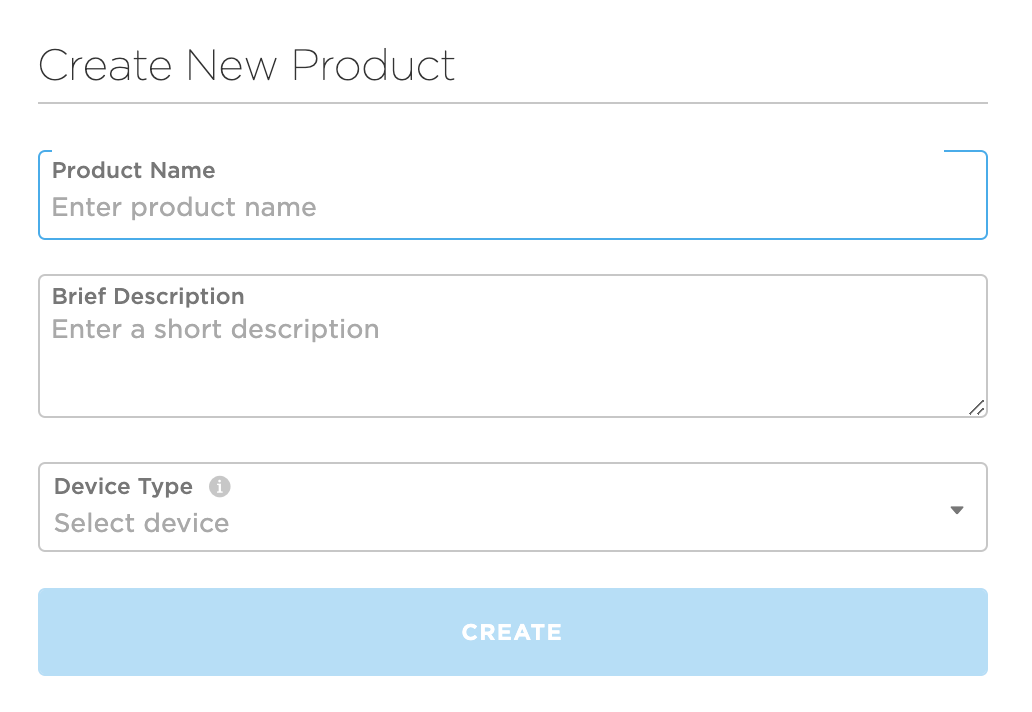 Create New Product
Product Name
Enter product name
Brief Description
Enter a short description
Device Type
Select device
CREATE